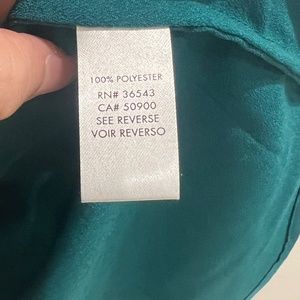 100% POLYESTER
RN# 36543
CA# 50900
SEE REVERSE
VOIR REVERSO